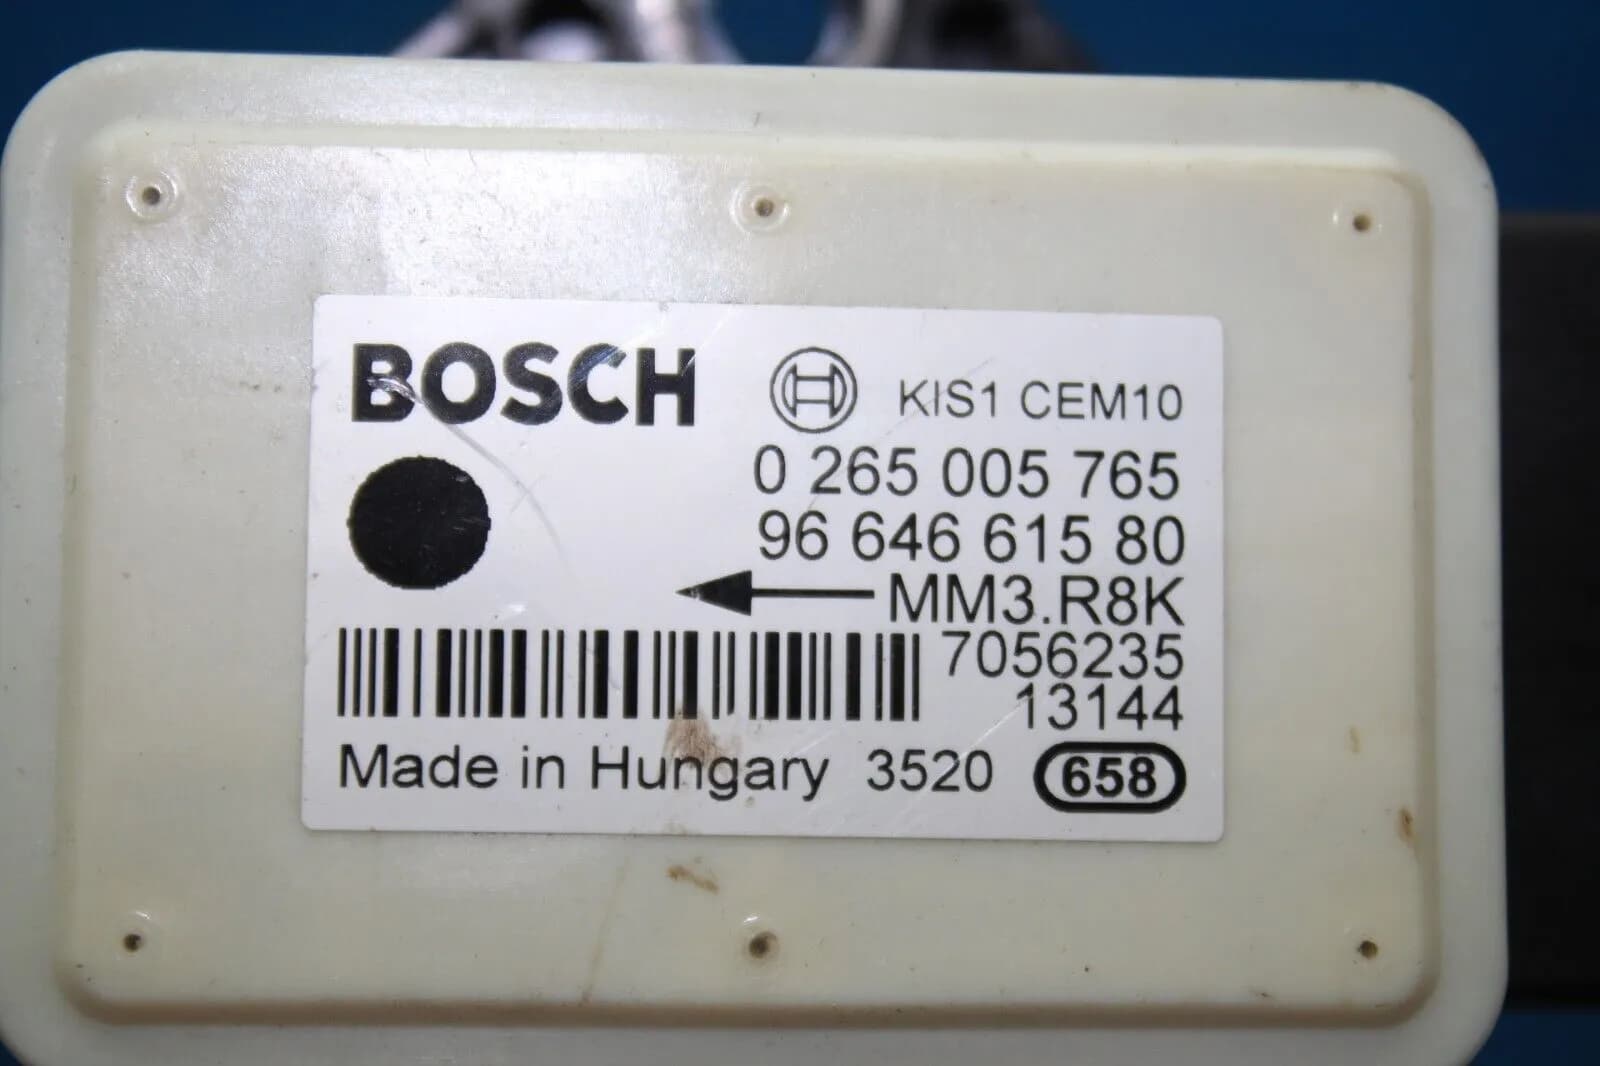 BOSCH KIS1 CEM10
0 265 005 765
96 646 615 80
MM3.R8K
7056235
13144
Made in Hungary 3520 658